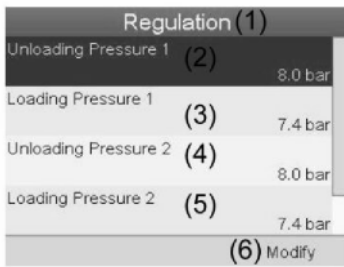 Regulation (1)
Unloading Pressure 1
(2)
8.0 bar
Loading Pressure 1
(3)
7.4 bar
Unloading Pressure 2
(4)
8.0 bar
Loading Pressure 2
(5)
7.4 bar
(6) Modify